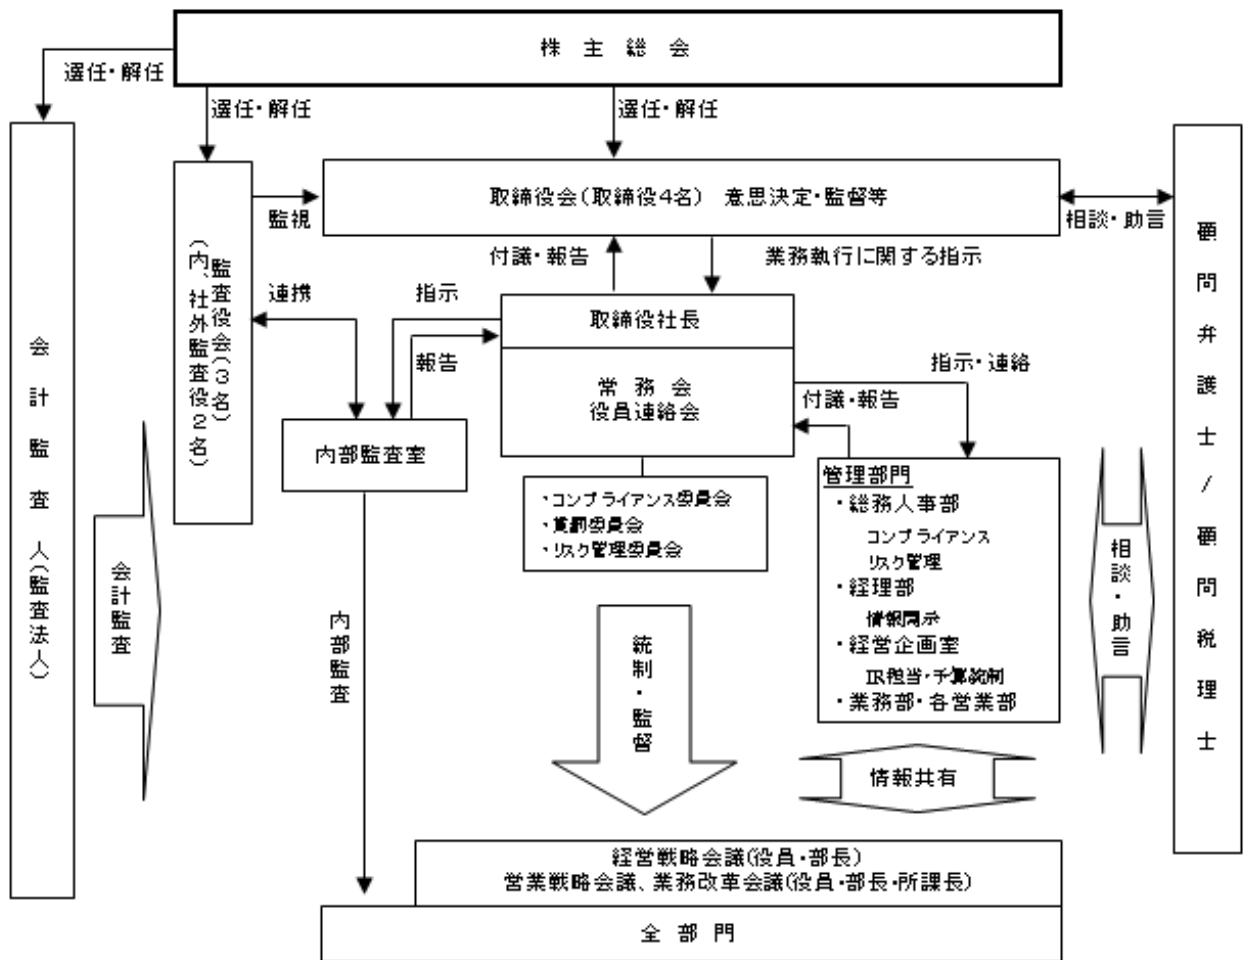 株主総会
選任・解任
選任・解任
選任・解任
取締役会(取締役4名)　意思決定・監督等
監視
相談・助言
付議・報告
業務執行に関する指示
監査役会(3名)
(内、社外監査役2名)
連携
指示
報告
取締役社長
常務会
役員連絡会
指示・連絡
付議・報告
内部監査室
・コンプライアンス委員会
・賞罰委員会
・リスク管理委員会
管理部門
・総務人事部
コンプライアンス
リスク管理
・経理部
情報開示
・経営企画室
IR担当・予算統制
・業務部・各営業部
会計監査人(監査法人)
会計監査
内部監査
統制・監督
相談・助言
顧問弁護士/顧問税理士
情報共有
経営戦略会議(役員・部長)
営業戦略会議、業務改革会議(役員・部長・所課長)
全部門